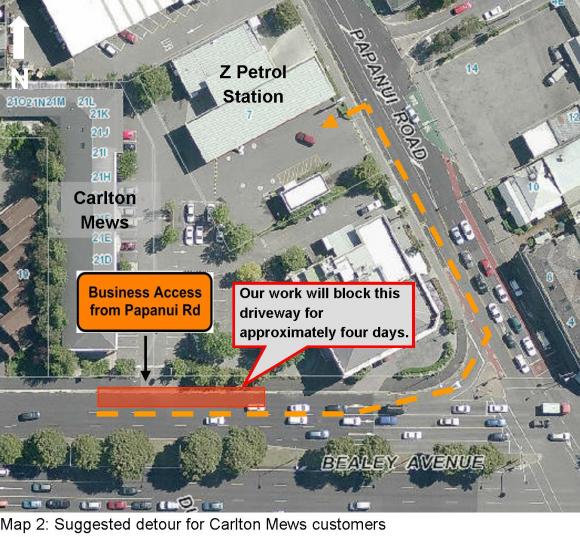 PAPANUI ROAD
14
Z Petrol
Station
7
N
21O 21N 21M 21L
21K
21J
21I
21H
12
10
Carlton
Mews
21E
21D
10
8
4
Business Access
from Papanui Rd
Our work will block this
driveway for
approximately four days.
BEALEY AVENUE
Map 2: Suggested detour for Carlton Mews customers